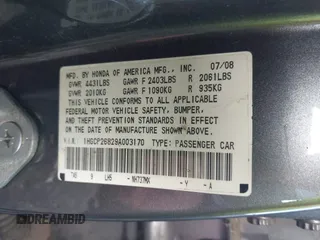 MFD. BY HONDA OF AMERICA MFG., INC. 07/08
GVWR 4431LBS GAWR F 2403LBS R 2081LBS
GVWR 2010KG GAWR F 1090KG R 935KG
THIS VEHICLE CONFORMS TO ALL APPLICABLE
FEDERAL MOTOR VEHICLE SAFETY, BUMPER,
AND THEFT PREVENTION STANDARDS IN EFFECT
ON THE DATE OF MANUFACTURE SHOWN ABOVE.
V.I.N. 1HGCP26829A003170 TYPE: PASSENGER CAR
NH737MX -Y -A
DREAMBID